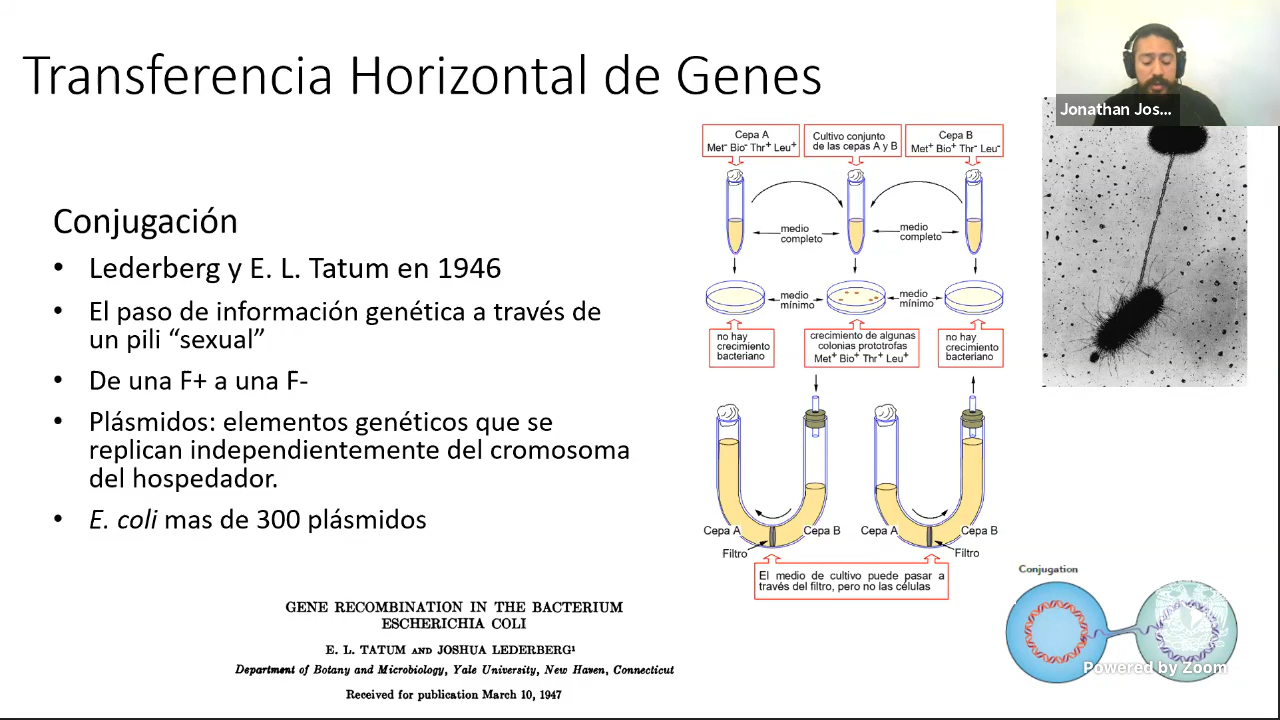 Transferencia Horizontal de Genes
Jonathan Jos...
Conjugación
• Lederberg y E. L. Tatum en 1946
• El paso de información genética a través de
un pili “sexual”
• De una F+ a una F-
• Plásmidos: elementos genéticos que se
replican independientemente del cromosoma
del hospedador.
• E. coli mas de 300 plásmidos
Cepa A
Met⁻ Bio⁻ Thr⁺ Leu⁺
Cultivo conjunto
de las cepas A y B
Cepa B
Met⁺ Bio⁺ Thr⁻ Leu⁻
medio
completo
medio
completo
medio
mínimo
medio
mínimo
no hay
crecimiento
bacteriano
crecimiento de algunas
colonias prototrofas
Met⁺ Bio⁺ Thr⁺ Leu⁺
no hay
crecimiento
bacteriano
Cepa A
Cepa B
Cepa A
Cepa B
Filtro
Filtro
El medio de cultivo puede pasar a
través del filtro, pero no las células
GENE RECOMBINATION IN THE BACTERIUM
ESCHERICHIA COLI
E. L. TATUM AND JOSHUA LEDERBERG¹
Department of Botany and Microbiology, Yale University, New Haven, Connecticut
Received for publication March 10, 1947
Conjugation
Powered by Zoom